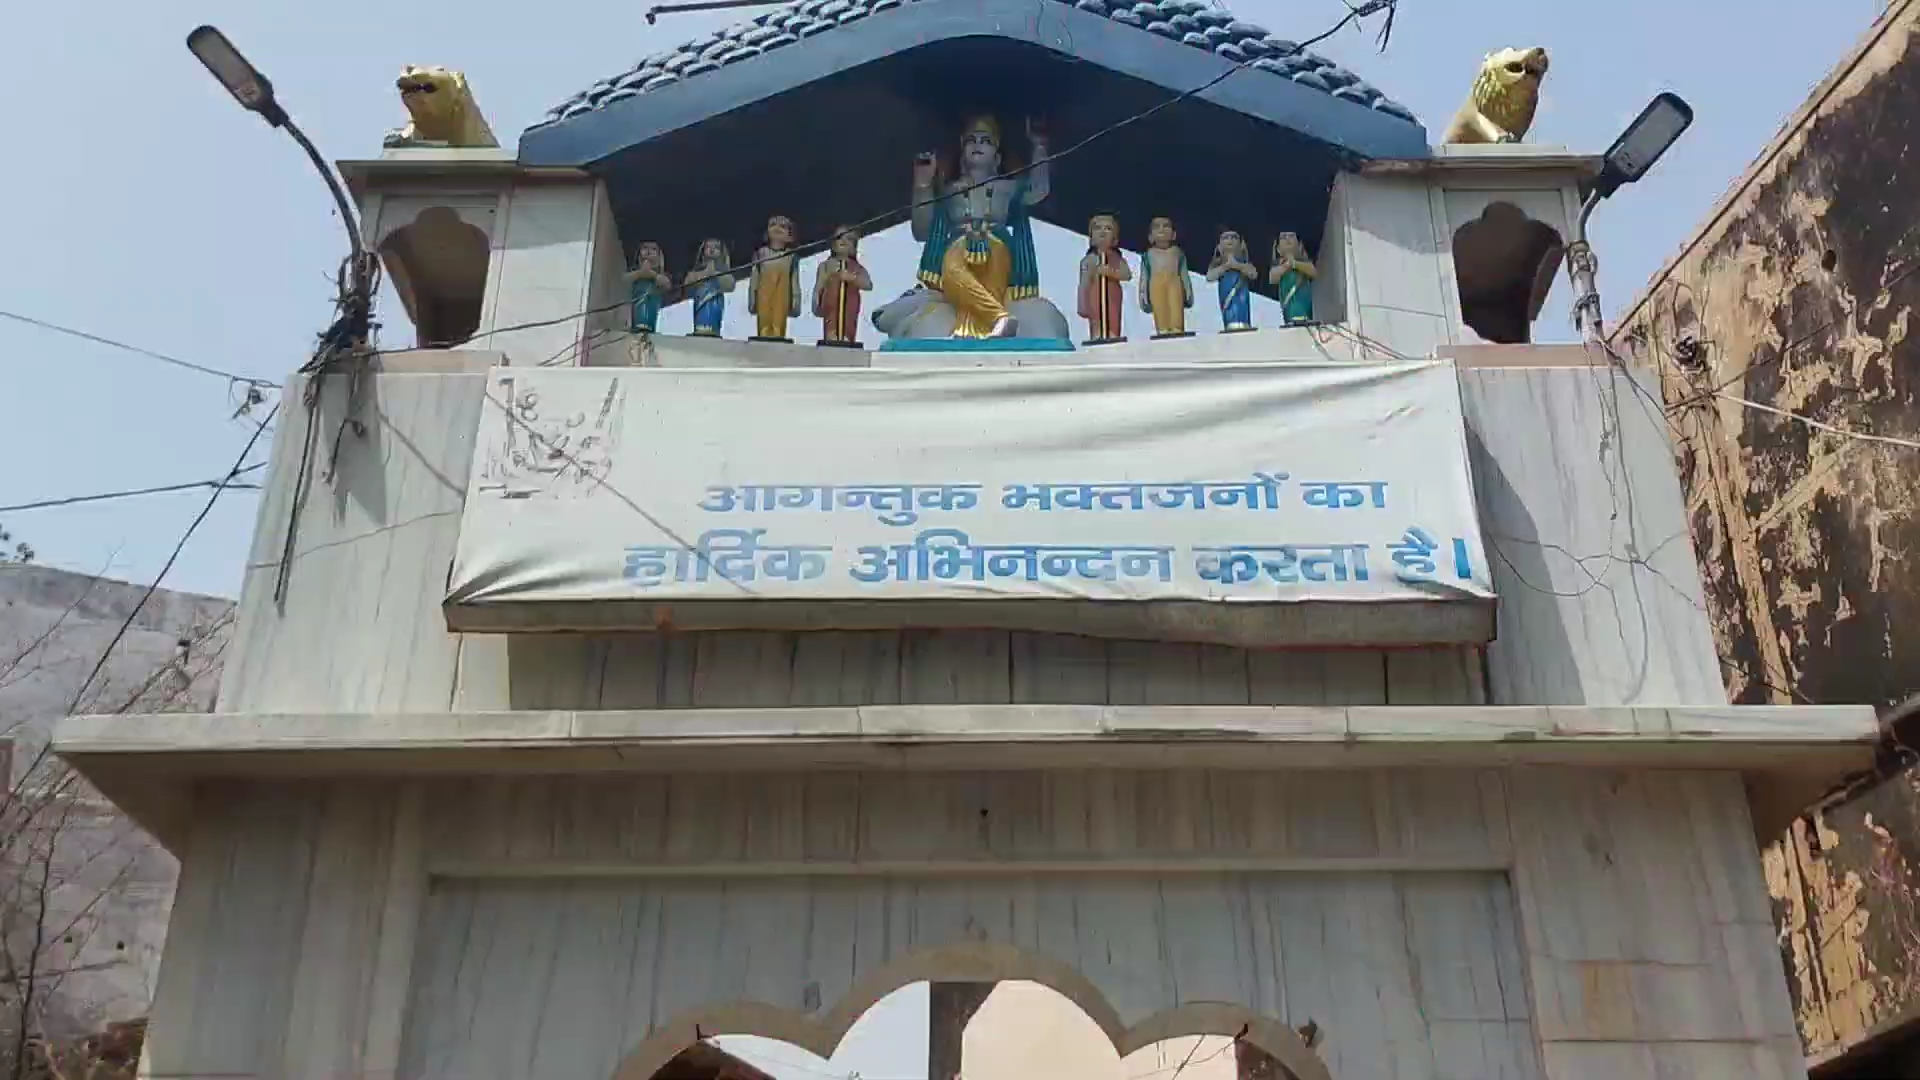 आगन्तुक भक्तजनों का
हार्दिक अभिनन्दन करता है।